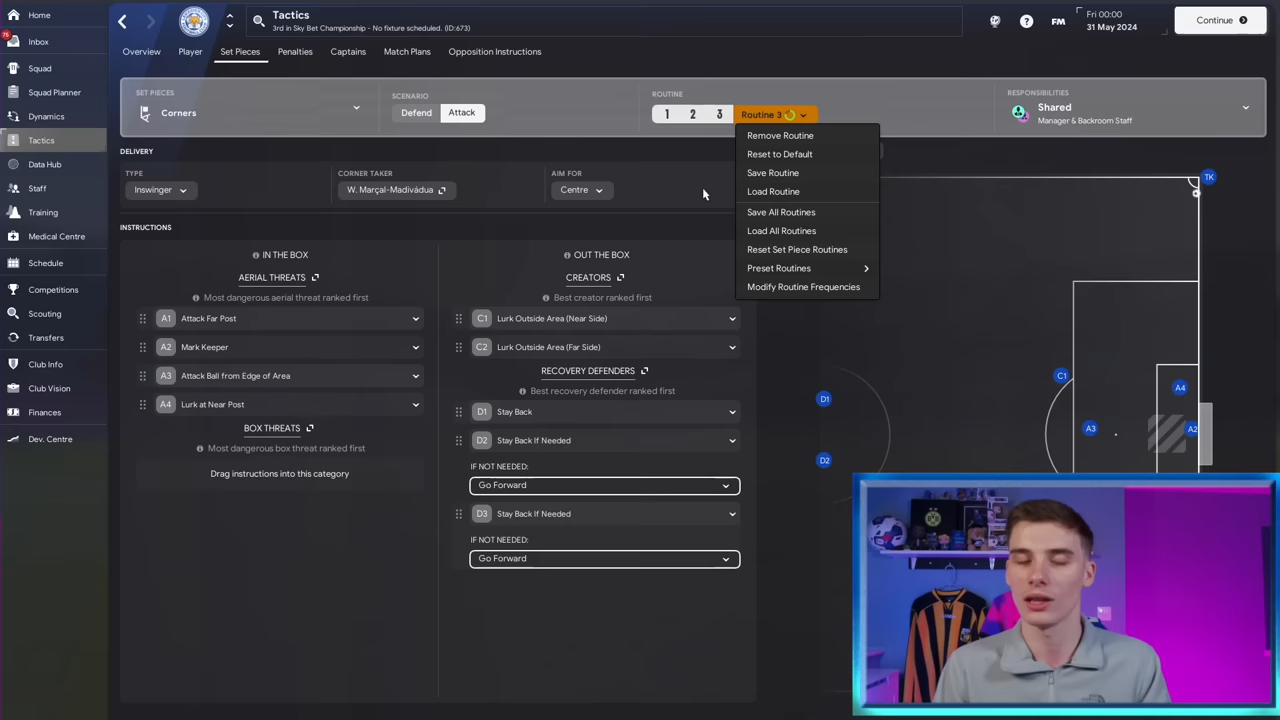 Home
76
Inbox
Squad
Squad Planner
Dynamics
Tactics
Data Hub
Staff
Training
Medical Centre
Schedule
Competitions
Scouting
Transfers
Club Info
Club Vision
Finances
Dev. Centre
Tactics
3rd in Sky Bet Championship - No fixture scheduled. (ID:673)
?
FM
Fri 00:00
31 May 2024
Continue
Overview
Player
Set Pieces
Penalties
Captains
Match Plans
Opposition Instructions
SET PIECES
Corners
SCENARIO
Defend
Attack
ROUTINE
1 2 3
Routine 3
RESPONSIBILITIES
Shared
Manager & Backroom Staff
Remove Routine
Reset to Default
Save Routine
Load Routine
Save All Routines
Load All Routines
Reset Set Piece Routines
Preset Routines
Modify Routine Frequencies
DELIVERY
TYPE
Inswinger
CORNER TAKER
W. Marçal-Madivádua
AIM FOR
Centre
INSTRUCTIONS
IN THE BOX
AERIAL THREATS
Most dangerous aerial threat ranked first
A1 Attack Far Post
A2 Mark Keeper
A3 Attack Ball from Edge of Area
A4 Lurk at Near Post
BOX THREATS
Most dangerous box threat ranked first
Drag instructions into this category
OUT THE BOX
CREATORS
Best creator ranked first
C1 Lurk Outside Area (Near Side)
C2 Lurk Outside Area (Far Side)
RECOVERY DEFENDERS
Best recovery defender ranked first
D1 Stay Back
D2 Stay Back If Needed
IF NOT NEEDED:
Go Forward
D3 Stay Back If Needed
IF NOT NEEDED:
Go Forward
TK
C1
A4
D1
A3
A2
D2